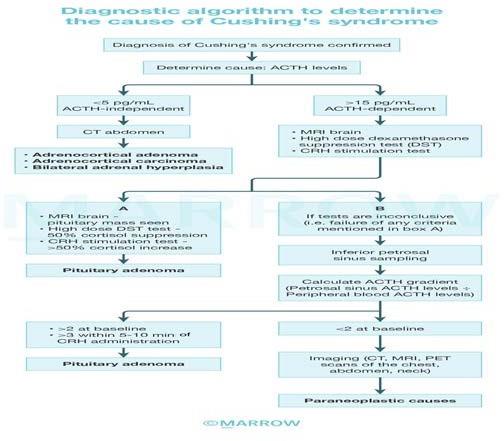 Diagnostic algorithm to determine
the cause of Cushing's syndrome
Diagnosis of Cushing's syndrome confirmed
Determine cause: ACTH levels
<5 pg/mL
ACTH-independent
>15 pg/mL
ACTH-dependent
CT abdomen
• MRI brain
• High dose dexamethasone
suppression test (DST)
• CRH stimulation test
• Adrenocortical adenoma
• Adrenocortical carcinoma
• Bilateral adrenal hyperplasia
MARROW
A
• MRI brain -
pituitary mass seen
• High dose DST test -
50% cortisol suppression
• CRH stimulation test -
>50% cortisol increase
Pituitary adenoma
B
If tests are inconclusive
(i.e. failure of any criteria
mentioned in box A)
Inferior petrosal
sinus sampling
Calculate ACTH gradient
(Petrosal sinus ACTH levels ÷
Peripheral blood ACTH levels)
• >2 at baseline
• >3 within 5-10 min of
CRH administration
Pituitary adenoma
<2 at baseline
Imaging (CT, MRI, PET
scans of the chest,
abdomen, neck)
Paraneoplastic causes
©MARROW